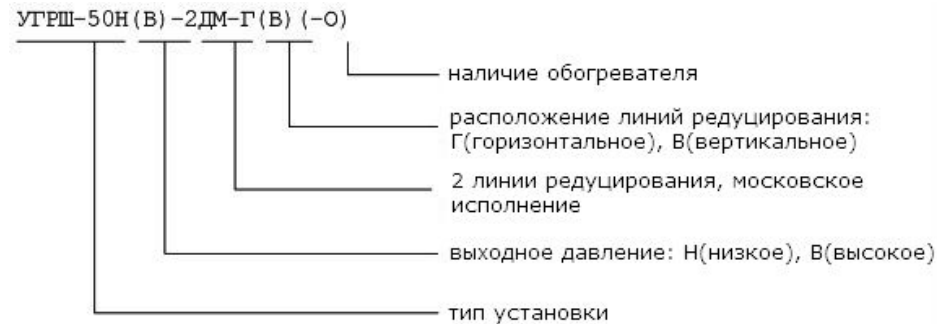 УГРШ-50Н(В)-2ДМ-Г(В)(-О)
наличие обогревателя
расположение линий редуцирования:
Г(горизонтальное), В(вертикальное)
2 линии редуцирования, московское
исполнение
выходное давление: Н(низкое), В(высокое)
тип установки